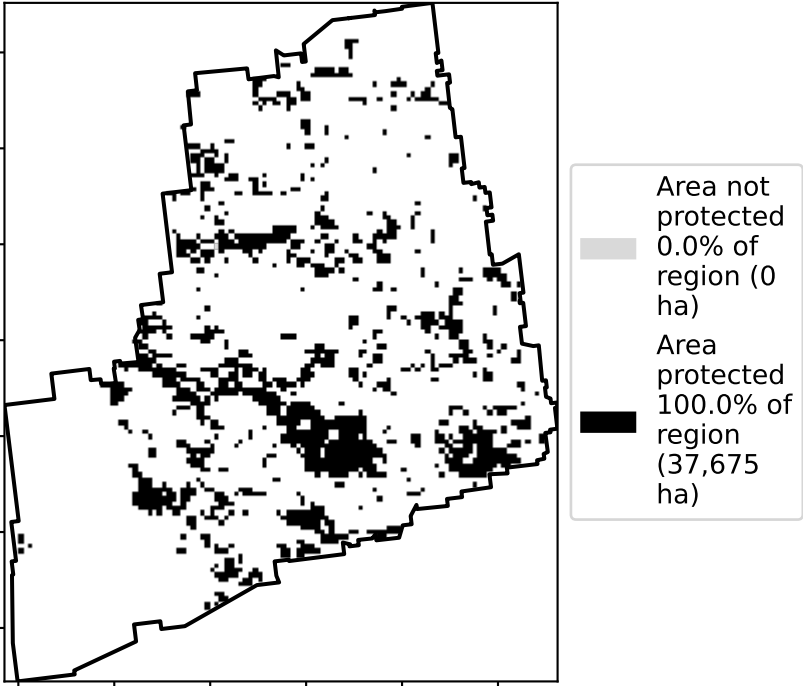 Area not
protected
0.0% of
region (0
ha)
Area
protected
100.0% of
region
(37,675
ha)